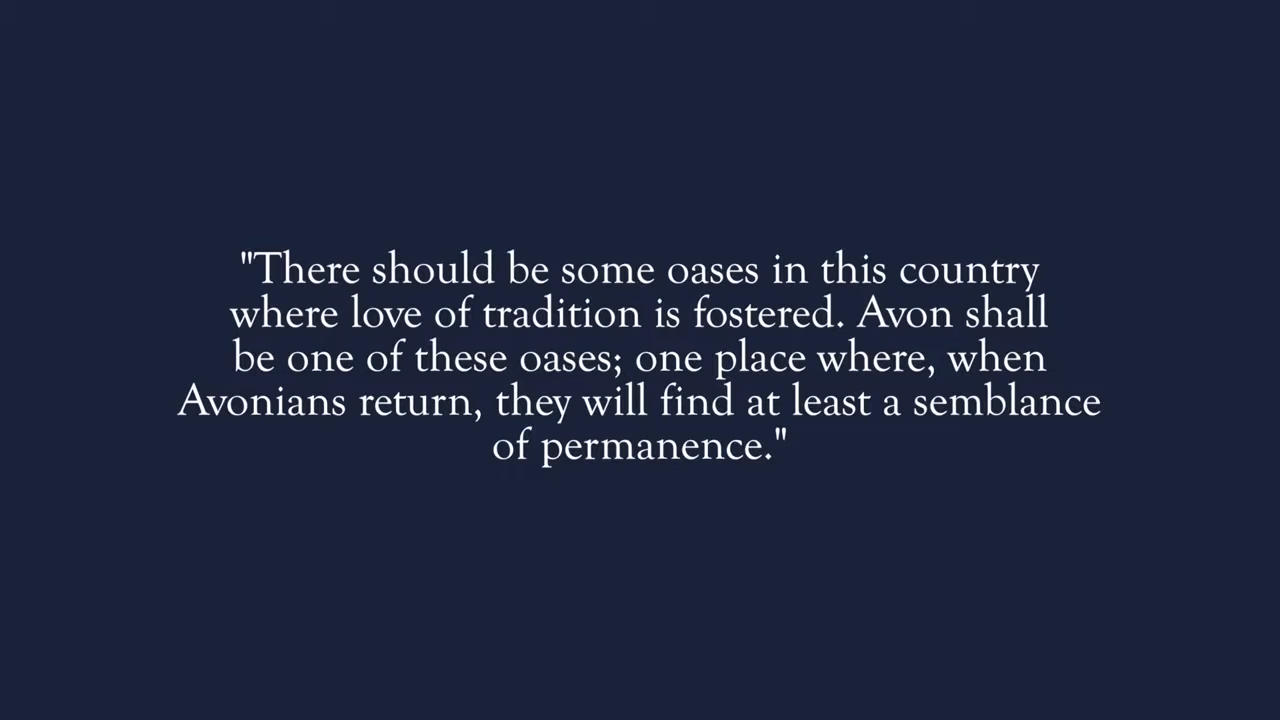 "There should be some oases in this country
where love of tradition is fostered. Avon shall
be one of these oases; one place where, when
Avonians return, they will find at least a semblance
of permanence."